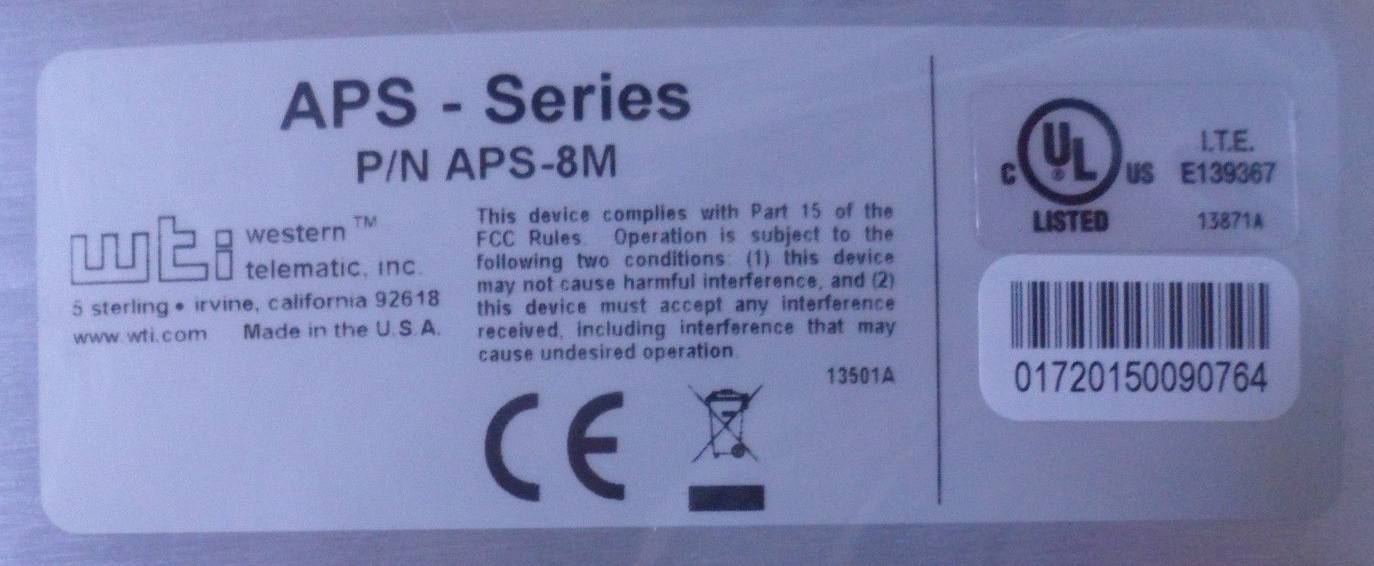 APS - Series
P/N APS-8M
wti western ™
telematic, inc.
5 sterling • irvine, california 92618
www.wti.com Made in the U.S.A.
This device complies with Part 15 of the
FCC Rules. Operation is subject to the
following two conditions: (1) this device
may not cause harmful interference, and (2)
this device must accept any interference
received, including interference that may
cause undesired operation.
13501A
CE
C UL ® US
LISTED
I.T.E.
E139367
13871A
01720150090764